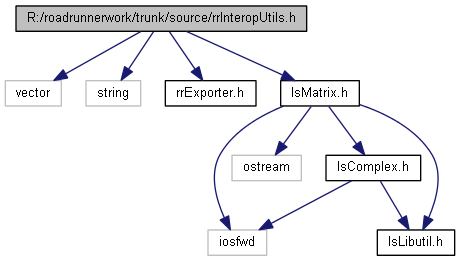 R:/roadrunnerwork/trunk/source/rrInteropUtils.h
vector
string
rrExporter.h
lsMatrix.h
ostream
lsComplex.h
iosfwd
lsLibutil.h